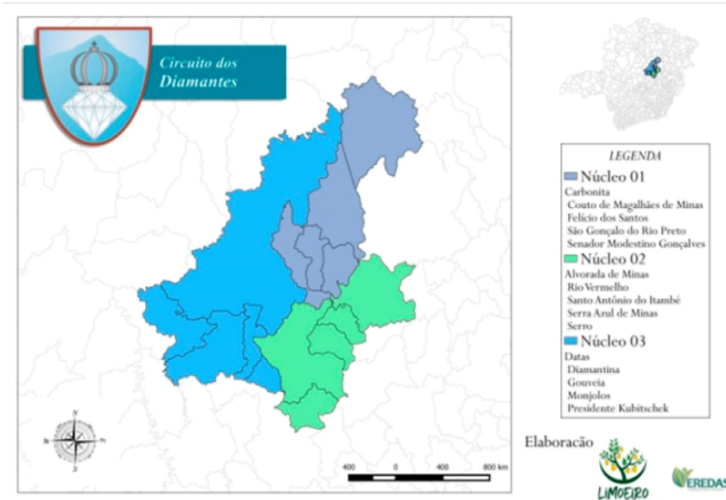 Circuito dos
Diamantes
LEGENDA
Núcleo 01
Carbonita
Couto de Magalhães de Minas
Felício dos Santos
São Gonçalo do Rio Preto
Senador Modestino Gonçalves
Núcleo 02
Alvorada de Minas
Rio Vermelho
Santo Antônio do Itambé
Serra Azul de Minas
Serro
Núcleo 03
Datas
Diamantina
Gouveia
Monjolos
Presidente Kubitschek
N
S
400 0 400 800 km
Elaboracão
LIMOEIRO
VEREDAS